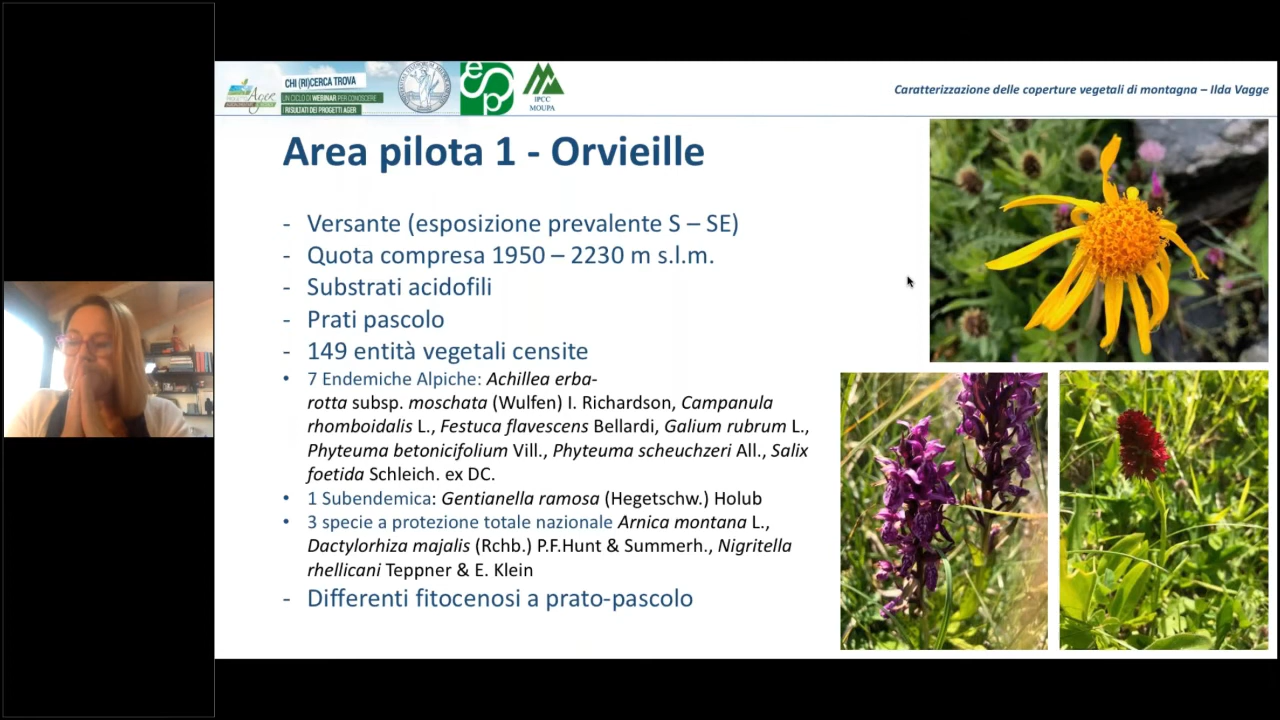 CHI (RI)CERCA TROVA
UN CICLO DI WEBINAR PER CONOSCERE
I RISULTATI DEI PROGETTI AGER
Ager
esp
IPCC
MOUPA
Caratterizzazione delle coperture vegetali di montagna – Ilda Vagge
Area pilota 1 - Orvieille
- Versante (esposizione prevalente S – SE)
- Quota compresa 1950 – 2230 m s.l.m.
- Substrati acidofili
- Prati pascolo
- 149 entità vegetali censite
• 7 Endemiche Alpiche: Achillea erba-
rotta subsp. moschata (Wulfen) I. Richardson, Campanula
rhomboidalis L., Festuca flavescens Bellardi, Galium rubrum L.,
Phyteuma betonicifolium Vill., Phyteuma scheuchzeri All., Salix
foetida Schleich. ex DC.
• 1 Subendemica: Gentianella ramosa (Hegetschw.) Holub
• 3 specie a protezione totale nazionale Arnica montana L.,
Dactylorhiza majalis (Rchb.) P.F.Hunt & Summerh., Nigritella
rhellicani Teppner & E. Klein
- Differenti fitocenosi a prato-pascolo